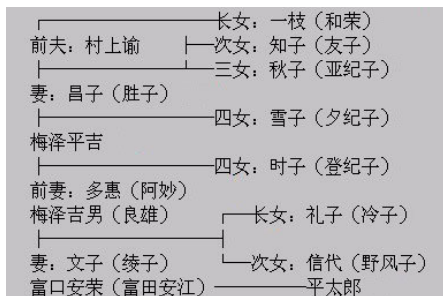 长女：一枝（和荣）
前夫：村上谕 次女：知子（友子）
三女：秋子（亚纪子）
妻：昌子（胜子）
四女：雪子（夕纪子）
梅泽平吉
四女：时子（登纪子）
前妻：多惠（阿妙）
梅泽吉男（良雄） 长女：礼子（冷子）
妻：文子（绫子） 次女：信代（野风子）
富口安荣（富田安江） 平太郎